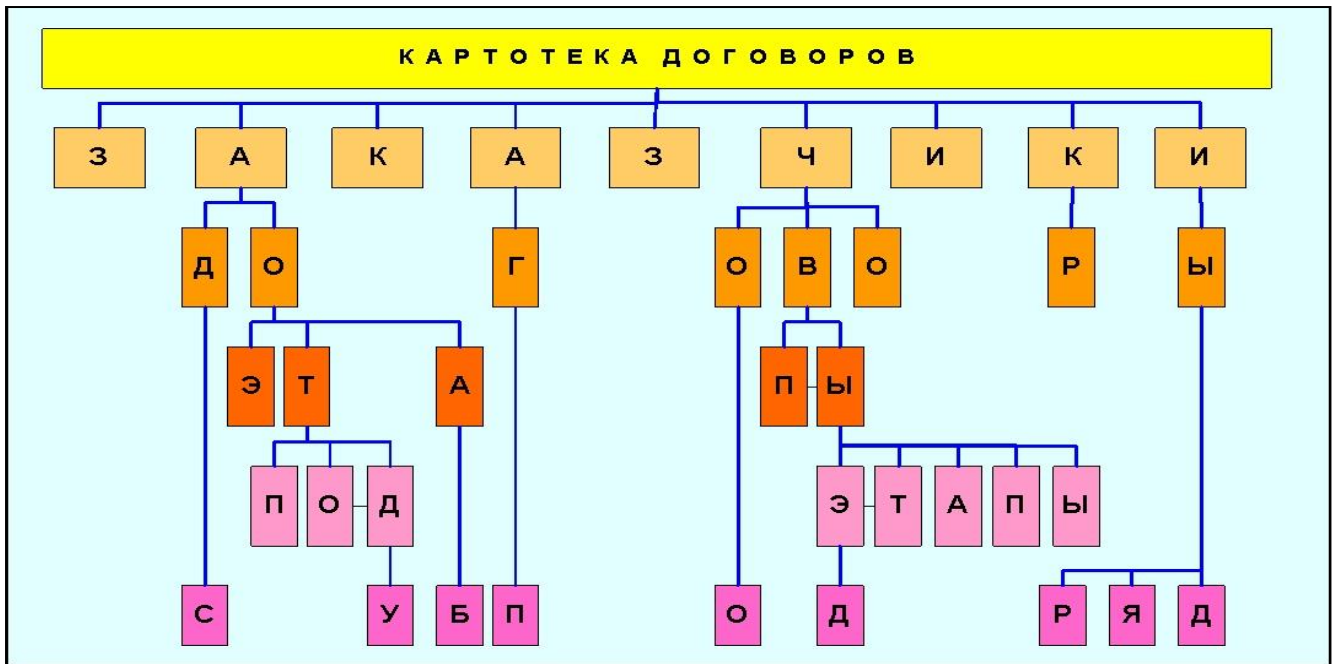 КАРТОТЕКА ДОГОВОРОВ
З А К А З Ч И К И
Д О Г О В О Р Ы
Э Т А П Ы
П О Д Э Т А П Ы
С У Б П О Д Р Я Д